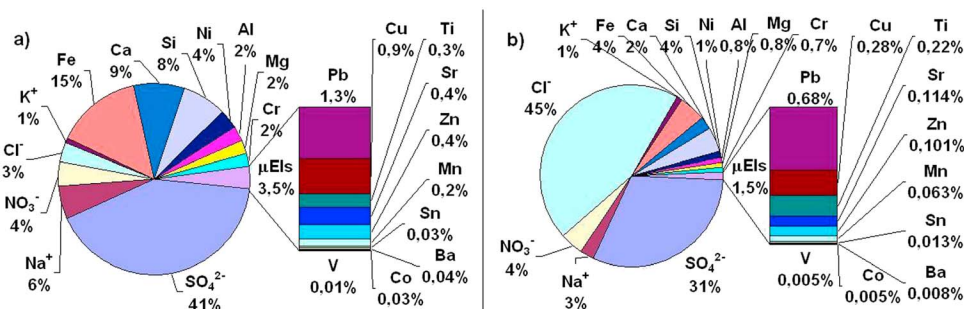 a)
K⁺
1%
Fe
15%
Ca
9%
Si
8%
Ni
4%
Al
2%
Mg
2%
Cr
2%
µEls
3,5%
Cl⁻
3%
NO₃⁻
4%
Na⁺
6%
SO₄²⁻
41%
Pb
1,3%
Cu
0,9%
Ti
0,3%
Sr
0,4%
Zn
0,4%
Mn
0,2%
Sn
0,03%
Ba
0,04%
Co
0,03%
V
0,01%
b)
K⁺
1%
Fe
4%
Ca
2%
Si
4%
Ni
1%
Al
0,8%
Mg
0,8%
Cr
0,7%
µEls
1,5%
Cl⁻
45%
NO₃⁻
4%
Na⁺
3%
SO₄²⁻
31%
Pb
0,68%
Cu
0,28%
Ti
0,22%
Sr
0,114%
Zn
0,101%
Mn
0,063%
Sn
0,013%
Ba
0,008%
Co
0,005%
V
0,005%